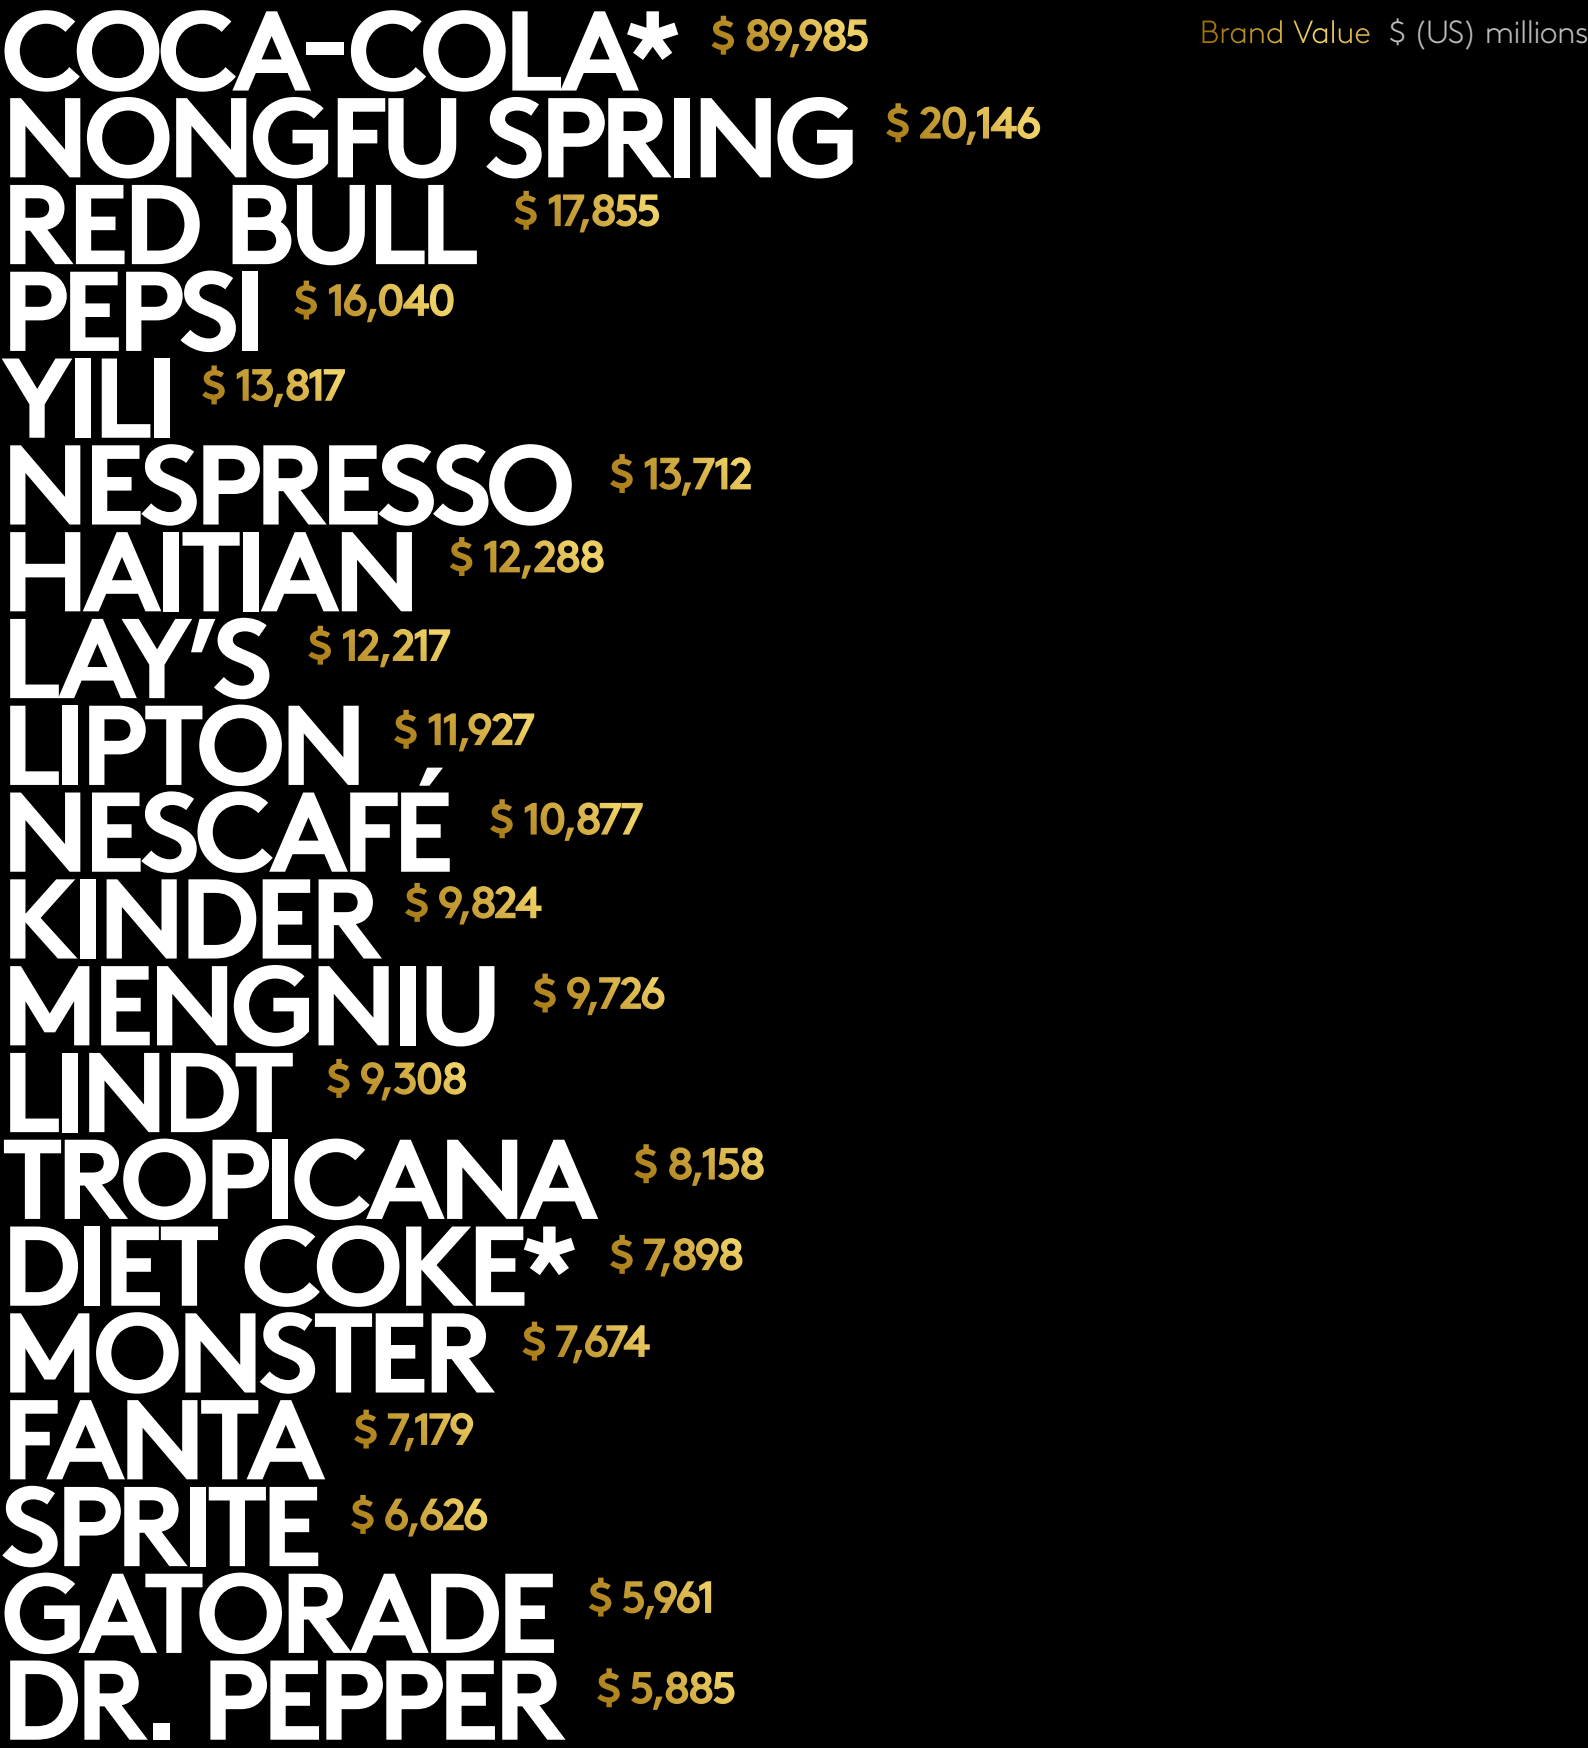 COCA-COLA* $ 89,985 Brand Value $ (US) millions
NONGFU SPRING $ 20,146
RED BULL $ 17,855
PEPSI $ 16,040
YILI $ 13,817
NESPRESSO $ 13,712
HAITIAN $ 12,288
LAY'S $ 12,217
LIPTON $ 11,927
NESCAFÉ $ 10,877
KINDER $ 9,824
MENGNIU $ 9,726
LINDT $ 9,308
TROPICANA $ 8,158
DIET COKE* $ 7,898
MONSTER $ 7,674
FANTA $ 7,179
SPRITE $ 6,626
GATORADE $ 5,961
DR. PEPPER $ 5,885